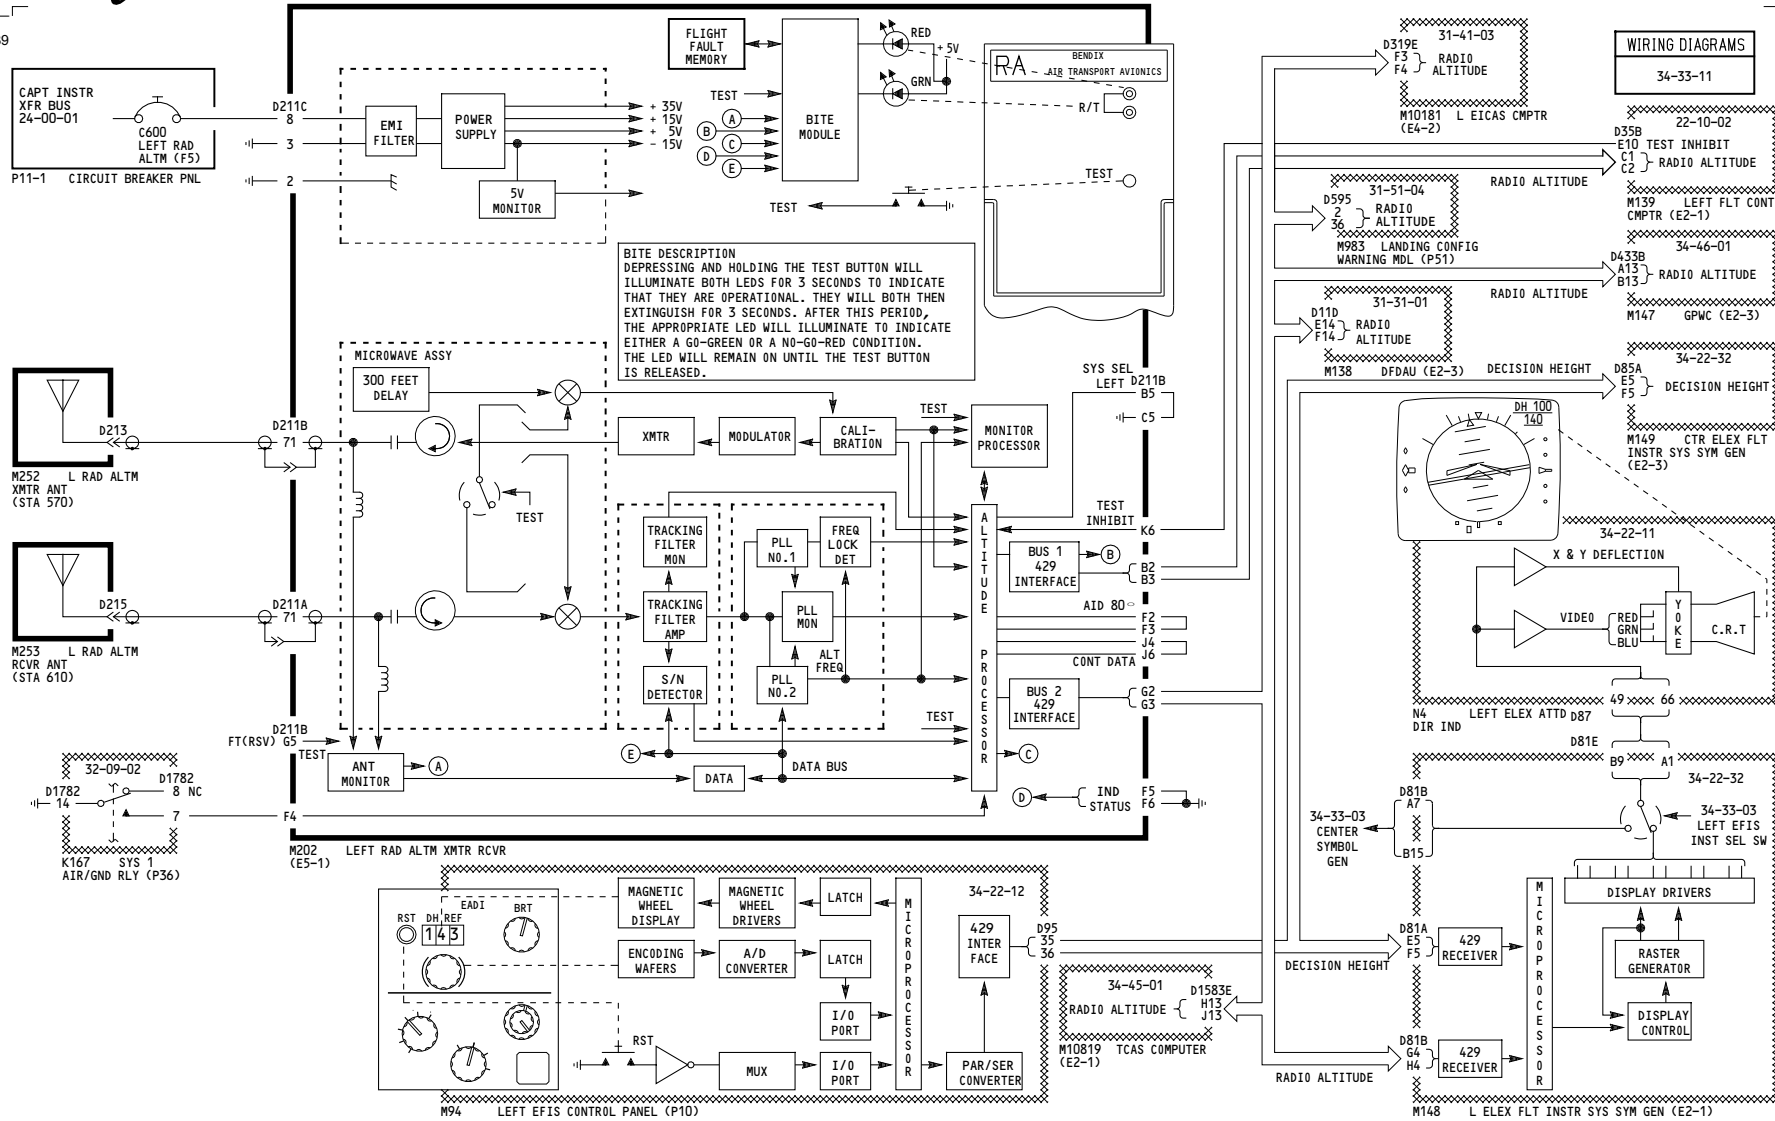 39
CAPT INSTR
XFR BUS
24-00-01
C600
LEFT RAD
ALTM (F5)
P11-1 CIRCUIT BREAKER PNL
D211C
8
3
2
EMI
FILTER
POWER
SUPPLY
+ 35V
+ 15V
+ 5V
- 15V
5V
MONITOR
FLIGHT
FAULT
MEMORY
TEST
A
B
C
D
E
BITE
MODULE
RED
+ 5V
GRN
TEST
RA
BENDIX
AIR TRANSPORT AVIONICS
R/T
TEST
BITE DESCRIPTION
DEPRESSING AND HOLDING THE TEST BUTTON WILL
ILLUMINATE BOTH LEDS FOR 3 SECONDS TO INDICATE
THAT THEY ARE OPERATIONAL. THEY WILL BOTH THEN
EXTINGUISH FOR 3 SECONDS. AFTER THIS PERIOD,
THE APPROPRIATE LED WILL ILLUMINATE TO INDICATE
EITHER A GO-GREEN OR A NO-GO-RED CONDITION.
THE LED WILL REMAIN ON UNTIL THE TEST BUTTON
IS RELEASED.
D319E
F3
F4
31-41-03
RADIO
ALTITUDE
M10181 L EICAS CMPTR
(E4-2)
WIRING DIAGRAMS
34-33-11
22-10-02
D35B
E10 TEST INHIBIT
C1
C2
RADIO ALTITUDE
RADIO ALTITUDE
M139 LEFT FLT CONT
CMPTR (E2-1)
31-51-04
D595
2
36
RADIO
ALTITUDE
M983 LANDING CONFIG
WARNING MDL (P51)
34-46-01
D433B
A13
B13
RADIO ALTITUDE
RADIO ALTITUDE
M147 GPWC (E2-3)
31-31-01
D11D
E14
F14
RADIO
ALTITUDE
M138 DFDAU (E2-3)
DECISION HEIGHT
34-22-32
D85A
E5
F5
DECISION HEIGHT
M149 CTR ELEX FLT
INSTR SYS SYM GEN
(E2-3)
DH 100
140
D213
M252 L RAD ALTM
XMTR ANT
(STA 570)
D211B
71
D215
M253 L RAD ALTM
RCVR ANT
(STA 610)
D211A
71
MICROWAVE ASSY
300 FEET
DELAY
TEST
XMTR
MODULATOR
CALI-
BRATION
TEST
MONITOR
PROCESSOR
TRACKING
FILTER
MON
TRACKING
FILTER
AMP
S/N
DETECTOR
PLL
NO.1
FREQ
LOCK
DET
PLL
MON
ALT
FREQ
PLL
NO.2
ALTITUDE PROCESSOR
SYS SEL
LEFT
D211B
B5
C5
TEST
INHIBIT
K6
BUS 1
429
INTERFACE
B
B2
B3
AID 80
F2
F3
J4
J6
CONT DATA
BUS 2
429
INTERFACE
G2
G3
TEST
C
D
IND
STATUS
F5
F6
D211B
FT(RSV) G5
TEST
ANT
MONITOR
A
E
DATA
DATA BUS
F4
32-09-02
D1782
14
D1782
8 NC
7
K167 SYS 1
AIR/GND RLY (P36)
M202
(E5-1)
LEFT RAD ALTM XMTR RCVR
34-22-11
X & Y DEFLECTION
VIDEO
RED
GRN
BLU
YOKE
C.R.T
N4 LEFT ELEX ATTD
DIR IND
D87
49
66
D81E
B9
A1
34-22-32
34-33-03
CENTER
SYMBOL
GEN
D81B
A7
B15
34-33-03
LEFT EFIS
INST SEL SW
DISPLAY DRIVERS
RASTER
GENERATOR
DISPLAY
CONTROL
MICROPROCESSOR
D81A
E5
F5
429
RECEIVER
DECISION HEIGHT
D81B
G4
H4
429
RECEIVER
RADIO ALTITUDE
M148 L ELEX FLT INSTR SYS SYM GEN (E2-1)
34-45-01
D1583E
RADIO ALTITUDE
H13
J13
M10819 TCAS COMPUTER
(E2-1)
EADI
RST
DH REF
143
BRT
MAGNETIC
WHEEL
DISPLAY
MAGNETIC
WHEEL
DRIVERS
LATCH
ENCODING
WAFERS
A/D
CONVERTER
LATCH
I/O
PORT
RST
MUX
I/O
PORT
MICROPROCESSOR
34-22-12
429
INTER
FACE
D95
35
36
PAR/SER
CONVERTER
M94 LEFT EFIS CONTROL PANEL (P10)